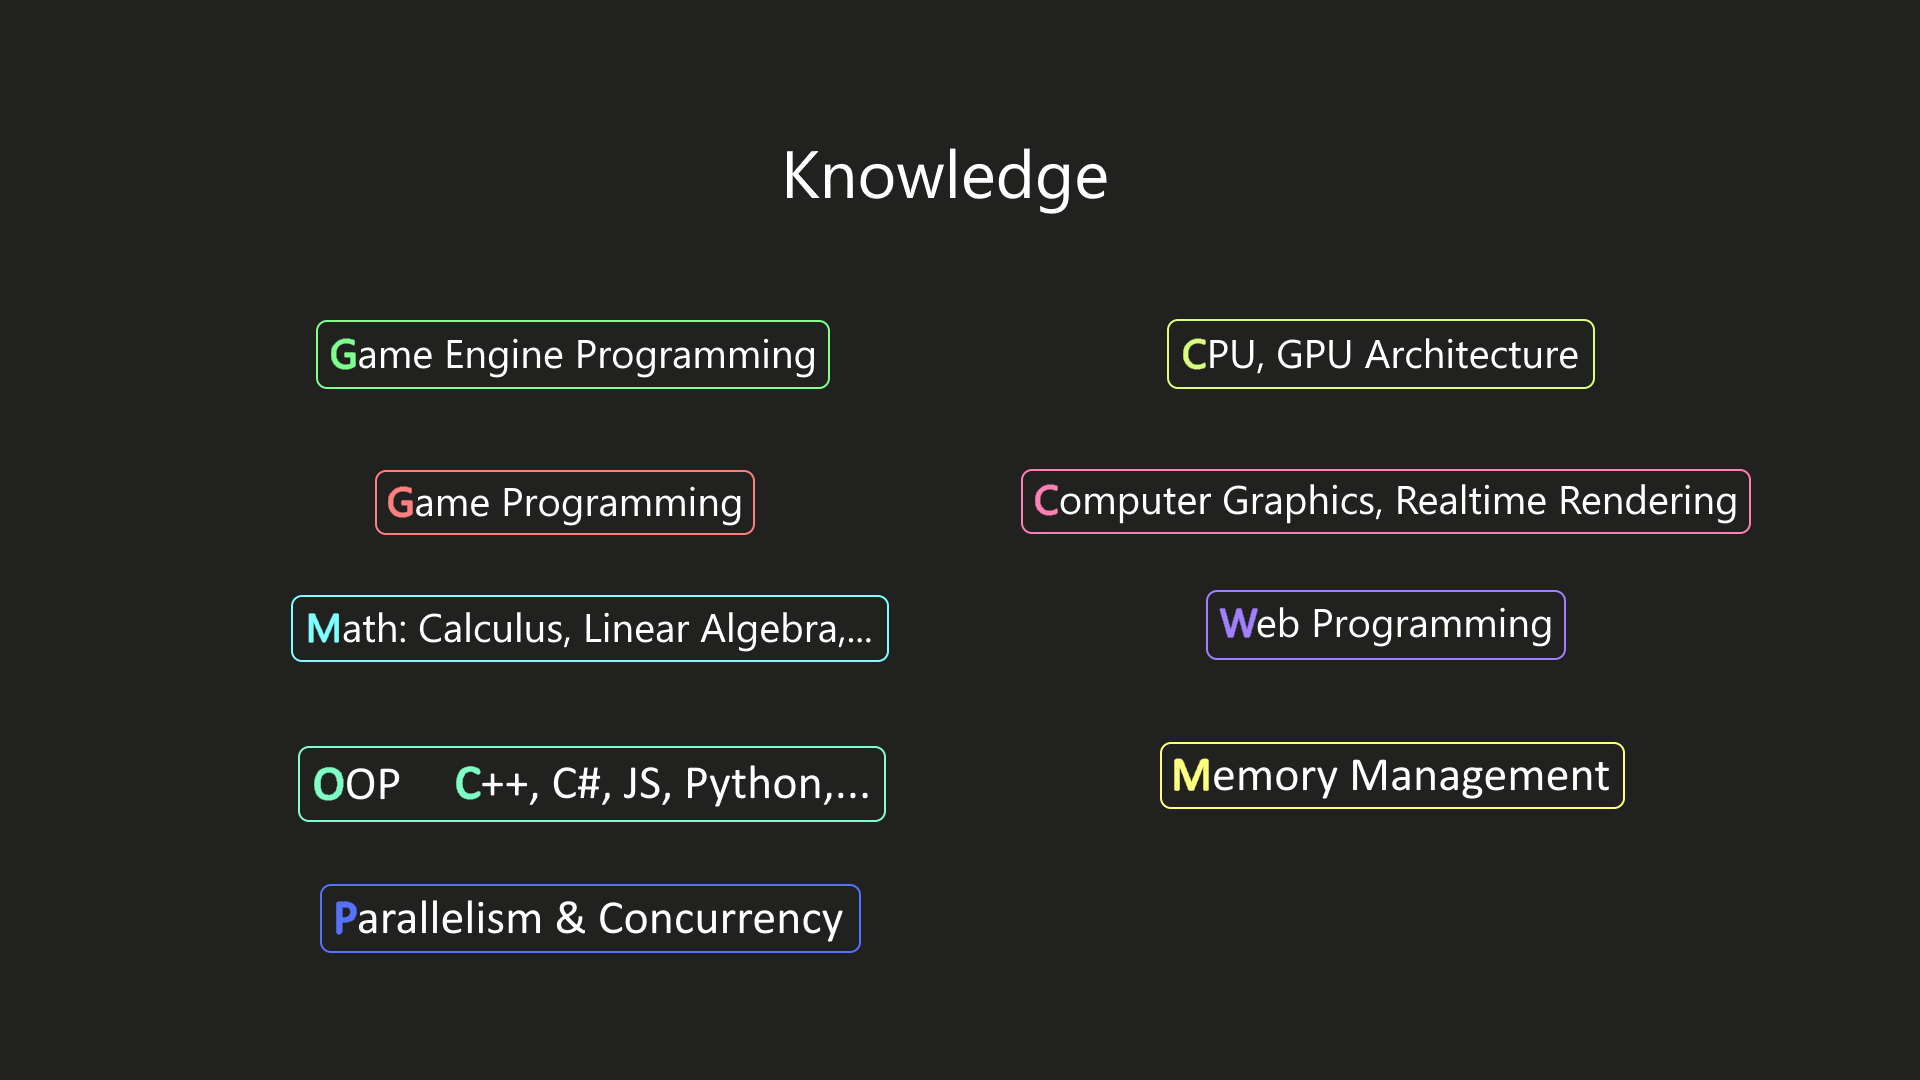 Knowledge
Game Engine Programming
CPU, GPU Architecture
Game Programming
Computer Graphics, Realtime Rendering
Math: Calculus, Linear Algebra,...
Web Programming
OOP C++, C#, JS, Python,...
Memory Management
Parallelism & Concurrency